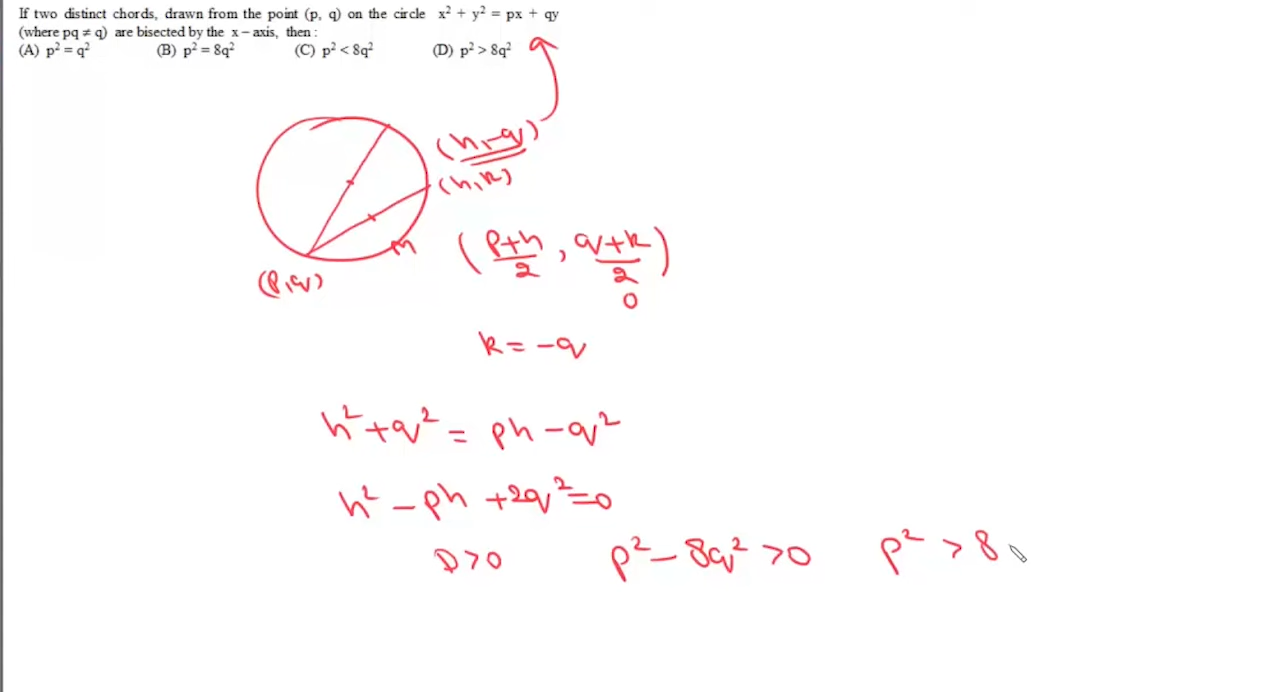 If two distinct chords, drawn from the point (p, q) on the circle x² + y² = px + qy
(where pq ≠ q) are bisected by the x – axis, then :
(A) p² = q² (B) p² = 8q² (C) p² < 8q² (D) p² > 8q²
(h, -q)
(h, k)
(p+h/2, q+k/2)
0
(p, q)
k = -q
h² + q² = ph - q²
h² - ph + 2q² = 0
D > 0 p² - 8q² > 0 p² > 8